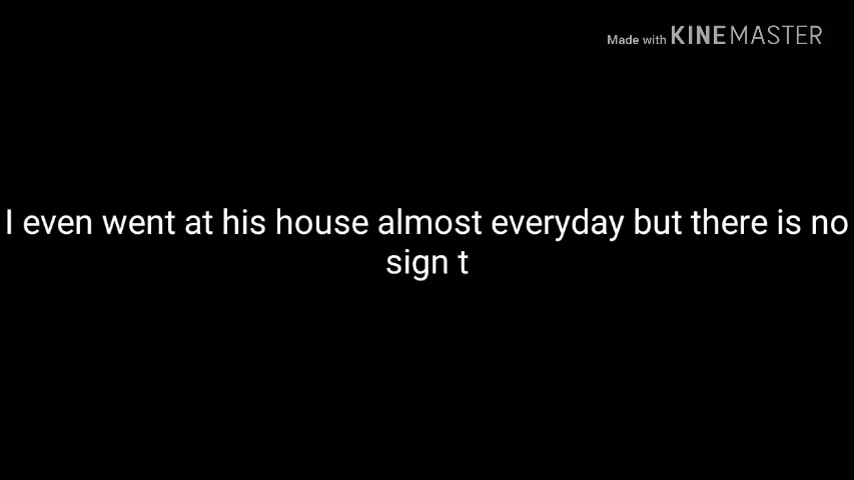 Made with KINEMASTER
I even went at his house almost everyday but there is no
sign t